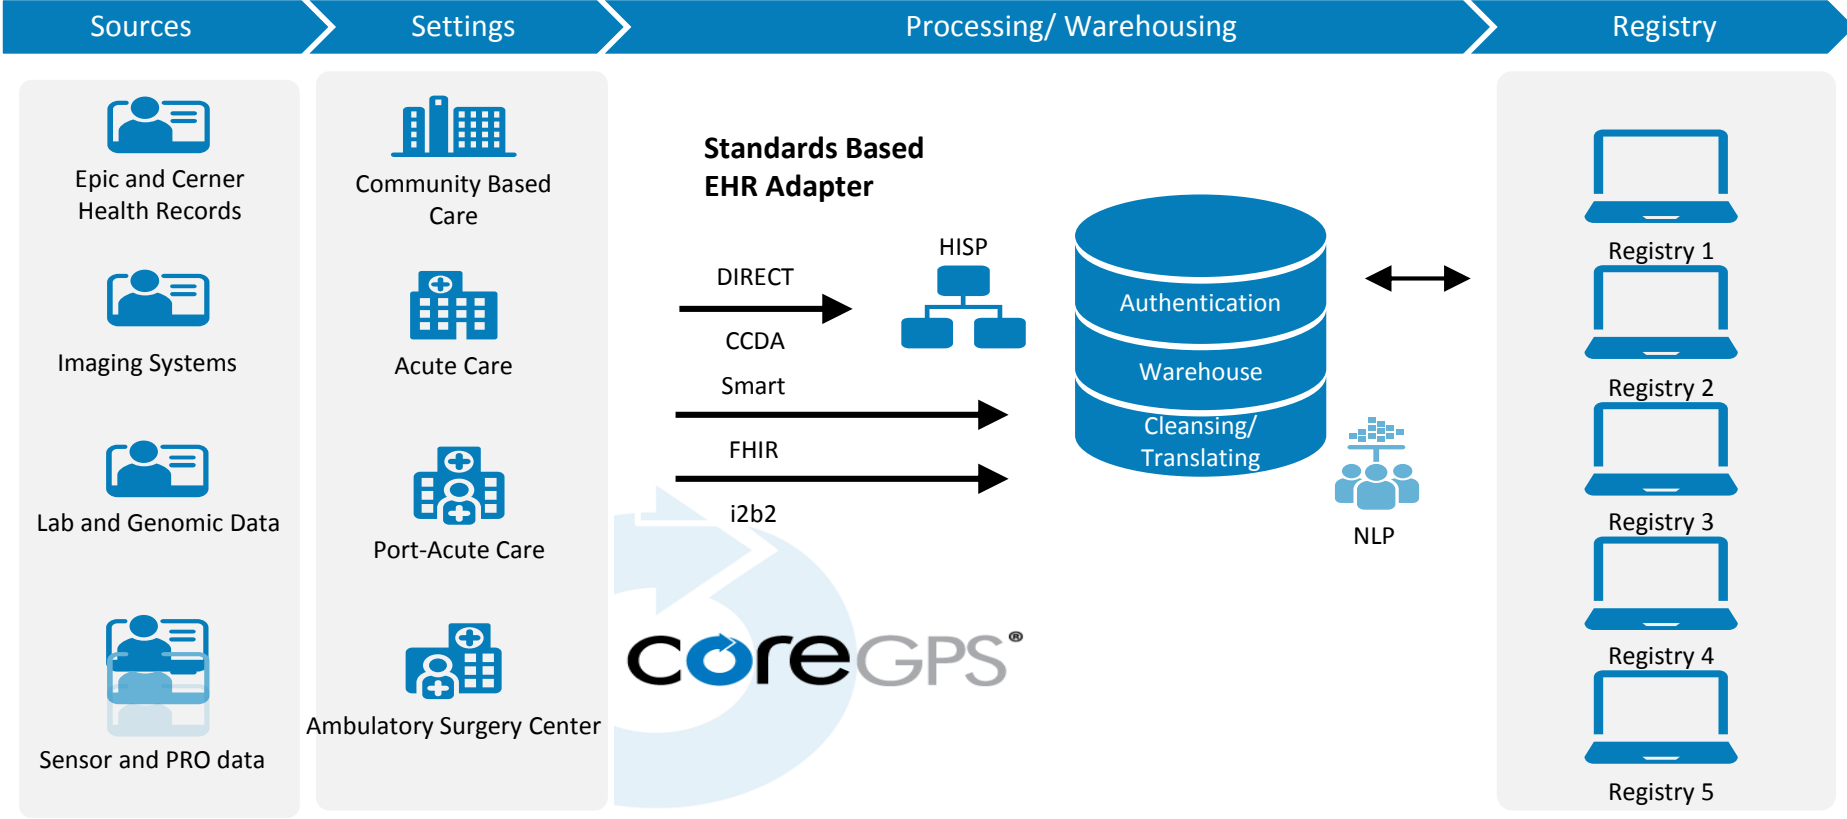 Sources
Settings
Processing/ Warehousing
Registry
Epic and Cerner
Health Records
Imaging Systems
Lab and Genomic Data
Sensor and PRO data
Community Based
Care
Acute Care
Port-Acute Care
Ambulatory Surgery Center
Standards Based
EHR Adapter
DIRECT
CCDA
Smart
FHIR
i2b2
HISP
Authentication
Warehouse
Cleansing/
Translating
NLP
coreGPS®
Registry 1
Registry 2
Registry 3
Registry 4
Registry 5